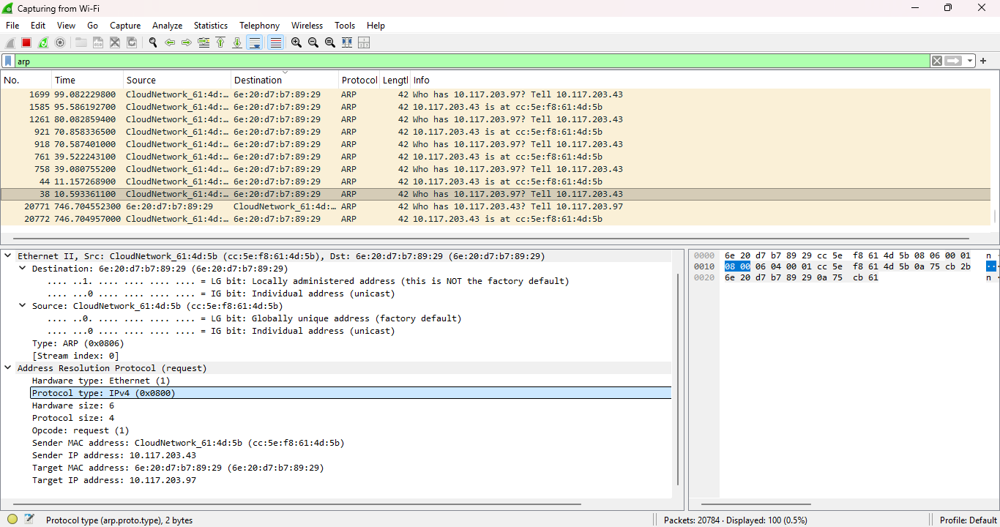 Capturing from Wi-Fi
File Edit View Go Capture Analyze Statistics Telephony Wireless Tools Help
arp
No. Time Source Destination Protocol Lengtl Info
1699 99.082229800 CloudNetwork_61:4d:… 6e:20:d7:b7:89:29 ARP 42 Who has 10.117.203.97? Tell 10.117.203.43
1585 95.586192700 CloudNetwork_61:4d:… 6e:20:d7:b7:89:29 ARP 42 10.117.203.43 is at cc:5e:f8:61:4d:5b
1261 80.082859400 CloudNetwork_61:4d:… 6e:20:d7:b7:89:29 ARP 42 Who has 10.117.203.97? Tell 10.117.203.43
921 70.858336500 CloudNetwork_61:4d:… 6e:20:d7:b7:89:29 ARP 42 10.117.203.43 is at cc:5e:f8:61:4d:5b
918 70.587401000 CloudNetwork_61:4d:… 6e:20:d7:b7:89:29 ARP 42 Who has 10.117.203.97? Tell 10.117.203.43
761 39.522243100 CloudNetwork_61:4d:… 6e:20:d7:b7:89:29 ARP 42 10.117.203.43 is at cc:5e:f8:61:4d:5b
758 39.080755200 CloudNetwork_61:4d:… 6e:20:d7:b7:89:29 ARP 42 Who has 10.117.203.97? Tell 10.117.203.43
44 11.157268900 CloudNetwork_61:4d:… 6e:20:d7:b7:89:29 ARP 42 10.117.203.43 is at cc:5e:f8:61:4d:5b
38 10.593361100 CloudNetwork_61:4d:… 6e:20:d7:b7:89:29 ARP 42 Who has 10.117.203.97? Tell 10.117.203.43
20771 746.704552300 6e:20:d7:b7:89:29 CloudNetwork_61:4d:… ARP 42 Who has 10.117.203.43? Tell 10.117.203.97
20772 746.704957000 CloudNetwork_61:4d:… 6e:20:d7:b7:89:29 ARP 42 10.117.203.43 is at cc:5e:f8:61:4d:5b
Ethernet II, Src: CloudNetwork_61:4d:5b (cc:5e:f8:61:4d:5b), Dst: 6e:20:d7:b7:89:29 (6e:20:d7:b7:89:29)
Destination: 6e:20:d7:b7:89:29 (6e:20:d7:b7:89:29)
.... ..1. .... .... .... .... = LG bit: Locally administered address (this is NOT the factory default)
.... ...0 .... .... .... .... = IG bit: Individual address (unicast)
Source: CloudNetwork_61:4d:5b (cc:5e:f8:61:4d:5b)
.... ..0. .... .... .... .... = LG bit: Globally unique address (factory default)
.... ...0 .... .... .... .... = IG bit: Individual address (unicast)
Type: ARP (0x0806)
[Stream index: 0]
Address Resolution Protocol (request)
Hardware type: Ethernet (1)
Protocol type: IPv4 (0x0800)
Hardware size: 6
Protocol size: 4
Opcode: request (1)
Sender MAC address: CloudNetwork_61:4d:5b (cc:5e:f8:61:4d:5b)
Sender IP address: 10.117.203.43
Target MAC address: 6e:20:d7:b7:89:29 (6e:20:d7:b7:89:29)
Target IP address: 10.117.203.97
0000 6e 20 d7 b7 89 29 cc 5e f8 61 4d 5b 08 06 00 01 n ·
0010 08 00 06 04 00 01 cc 5e f8 61 4d 5b 0a 75 cb 2b ··
0020 6e 20 d7 b7 89 29 0a 75 cb 61 n ·
Protocol type (arp.proto.type), 2 bytes
Packets: 20784 · Displayed: 100 (0.5%)
Profile: Default